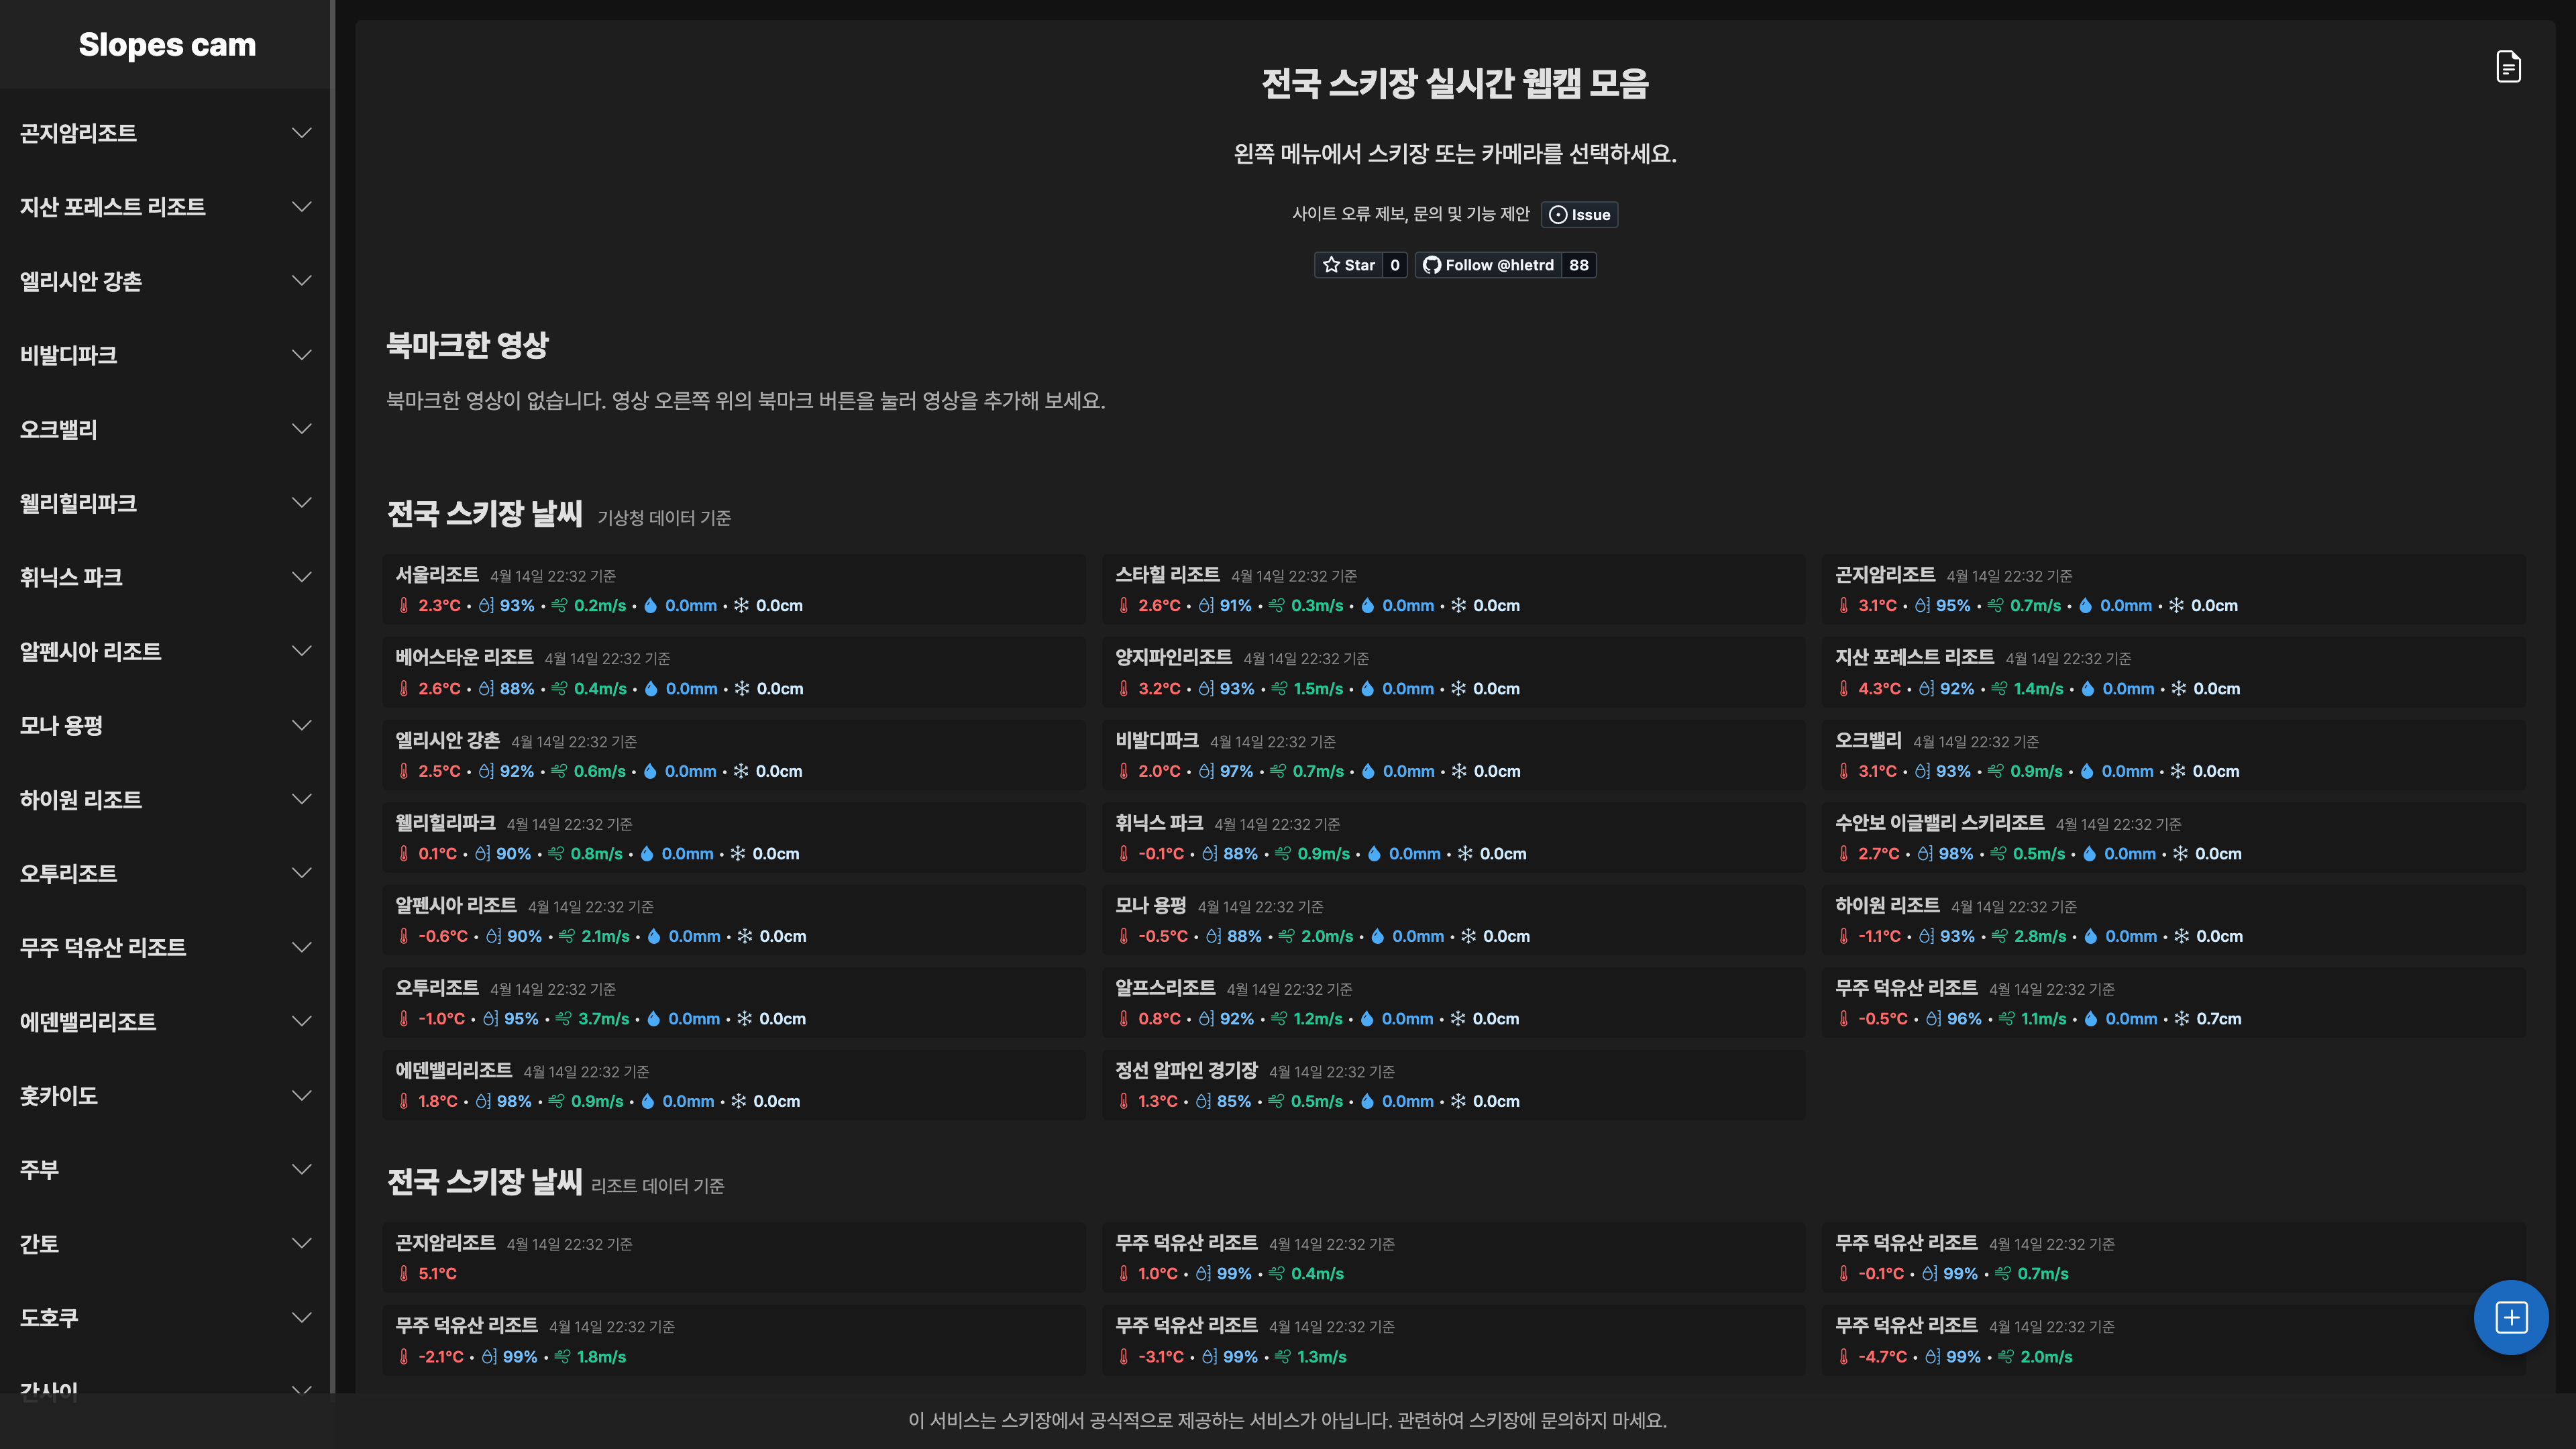 Slopes cam
곤지암리조트
지산 포레스트 리조트
엘리시안 강촌
비발디파크
오크밸리
웰리힐리파크
휘닉스 파크
알펜시아 리조트
모나 용평
하이원 리조트
오투리조트
무주 덕유산 리조트
에덴밸리리조트
홋카이도
주부
간토
도호쿠
간사이
전국 스키장 실시간 웹캠 모음
왼쪽 메뉴에서 스키장 또는 카메라를 선택하세요.
사이트 오류 제보, 문의 및 기능 제안 Issue
Star 0 Follow @hletrd 88
북마크한 영상
북마크한 영상이 없습니다. 영상 오른쪽 위의 북마크 버튼을 눌러 영상을 추가해 보세요.
전국 스키장 날씨 기상청 데이터 기준
서울리조트 4월 14일 22:32 기준
2.3°C • 93% • 0.2m/s • 0.0mm • 0.0cm
스타힐 리조트 4월 14일 22:32 기준
2.6°C • 91% • 0.3m/s • 0.0mm • 0.0cm
곤지암리조트 4월 14일 22:32 기준
3.1°C • 95% • 0.7m/s • 0.0mm • 0.0cm
베어스타운 리조트 4월 14일 22:32 기준
2.6°C • 88% • 0.4m/s • 0.0mm • 0.0cm
양지파인리조트 4월 14일 22:32 기준
3.2°C • 93% • 1.5m/s • 0.0mm • 0.0cm
지산 포레스트 리조트 4월 14일 22:32 기준
4.3°C • 92% • 1.4m/s • 0.0mm • 0.0cm
엘리시안 강촌 4월 14일 22:32 기준
2.5°C • 92% • 0.6m/s • 0.0mm • 0.0cm
비발디파크 4월 14일 22:32 기준
2.0°C • 97% • 0.7m/s • 0.0mm • 0.0cm
오크밸리 4월 14일 22:32 기준
3.1°C • 93% • 0.9m/s • 0.0mm • 0.0cm
웰리힐리파크 4월 14일 22:32 기준
0.1°C • 90% • 0.8m/s • 0.0mm • 0.0cm
휘닉스 파크 4월 14일 22:32 기준
-0.1°C • 88% • 0.9m/s • 0.0mm • 0.0cm
수안보 이글밸리 스키리조트 4월 14일 22:32 기준
2.7°C • 98% • 0.5m/s • 0.0mm • 0.0cm
알펜시아 리조트 4월 14일 22:32 기준
-0.6°C • 90% • 2.1m/s • 0.0mm • 0.0cm
모나 용평 4월 14일 22:32 기준
-0.5°C • 88% • 2.0m/s • 0.0mm • 0.0cm
하이원 리조트 4월 14일 22:32 기준
-1.1°C • 93% • 2.8m/s • 0.0mm • 0.0cm
오투리조트 4월 14일 22:32 기준
-1.0°C • 95% • 3.7m/s • 0.0mm • 0.0cm
알프스리조트 4월 14일 22:32 기준
0.8°C • 92% • 1.2m/s • 0.0mm • 0.0cm
무주 덕유산 리조트 4월 14일 22:32 기준
-0.5°C • 96% • 1.1m/s • 0.0mm • 0.7cm
에덴밸리리조트 4월 14일 22:32 기준
1.8°C • 98% • 0.9m/s • 0.0mm • 0.0cm
정선 알파인 경기장 4월 14일 22:32 기준
1.3°C • 85% • 0.5m/s • 0.0mm • 0.0cm
전국 스키장 날씨 리조트 데이터 기준
곤지암리조트 4월 14일 22:32 기준
5.1°C
무주 덕유산 리조트 4월 14일 22:32 기준
1.0°C • 99% • 0.4m/s
무주 덕유산 리조트 4월 14일 22:32 기준
-0.1°C • 99% • 0.7m/s
무주 덕유산 리조트 4월 14일 22:32 기준
-2.1°C • 99% • 1.8m/s
무주 덕유산 리조트 4월 14일 22:32 기준
-3.1°C • 99% • 1.3m/s
무주 덕유산 리조트 4월 14일 22:32 기준
-4.7°C • 99% • 2.0m/s
이 서비스는 스키장에서 공식적으로 제공하는 서비스가 아닙니다. 관련하여 스키장에 문의하지 마세요.